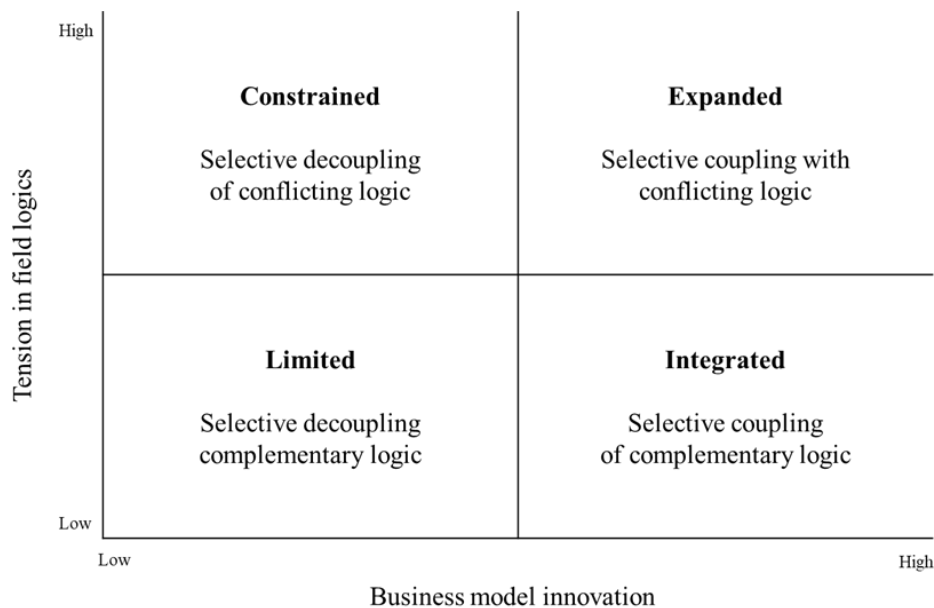 High
Constrained
Selective decoupling
of conflicting logic
Expanded
Selective coupling with
conflicting logic
Tension in field logics
Limited
Selective decoupling
complementary logic
Integrated
Selective coupling
of complementary logic
Low
Low
High
Business model innovation